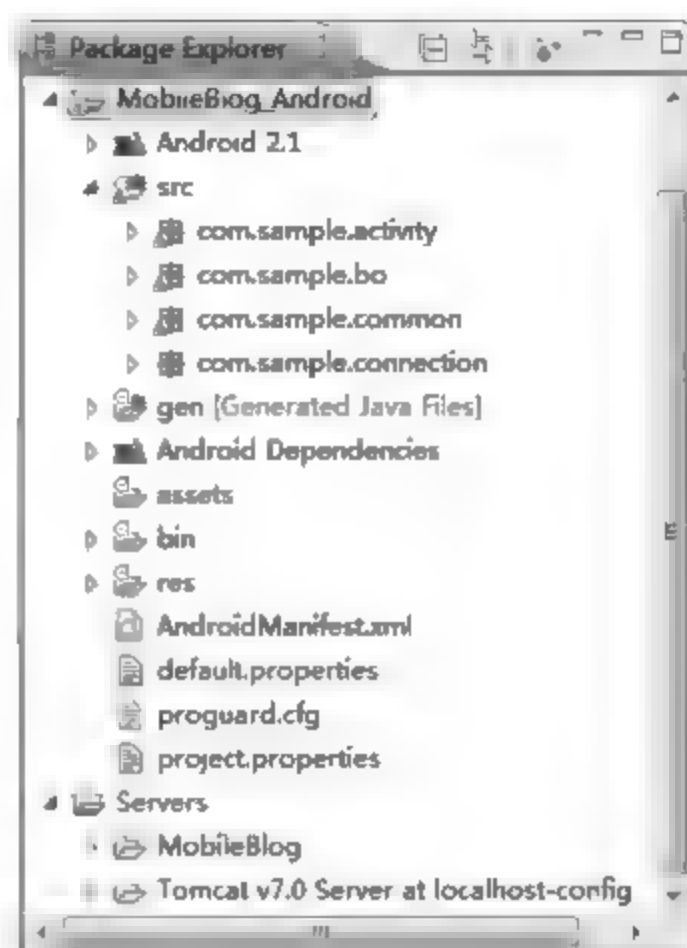 Package Explorer
MobileBlog_Android
Android 2.1
src
com.sample.activity
com.sample.bo
com.sample.common
com.sample.connection
gen [Generated Java Files]
Android Dependencies
assets
bin
res
AndroidManifest.xml
default.properties
proguard.cfg
project.properties
Servers
MobileBlog
Tomcat v7.0 Server at localhost-config